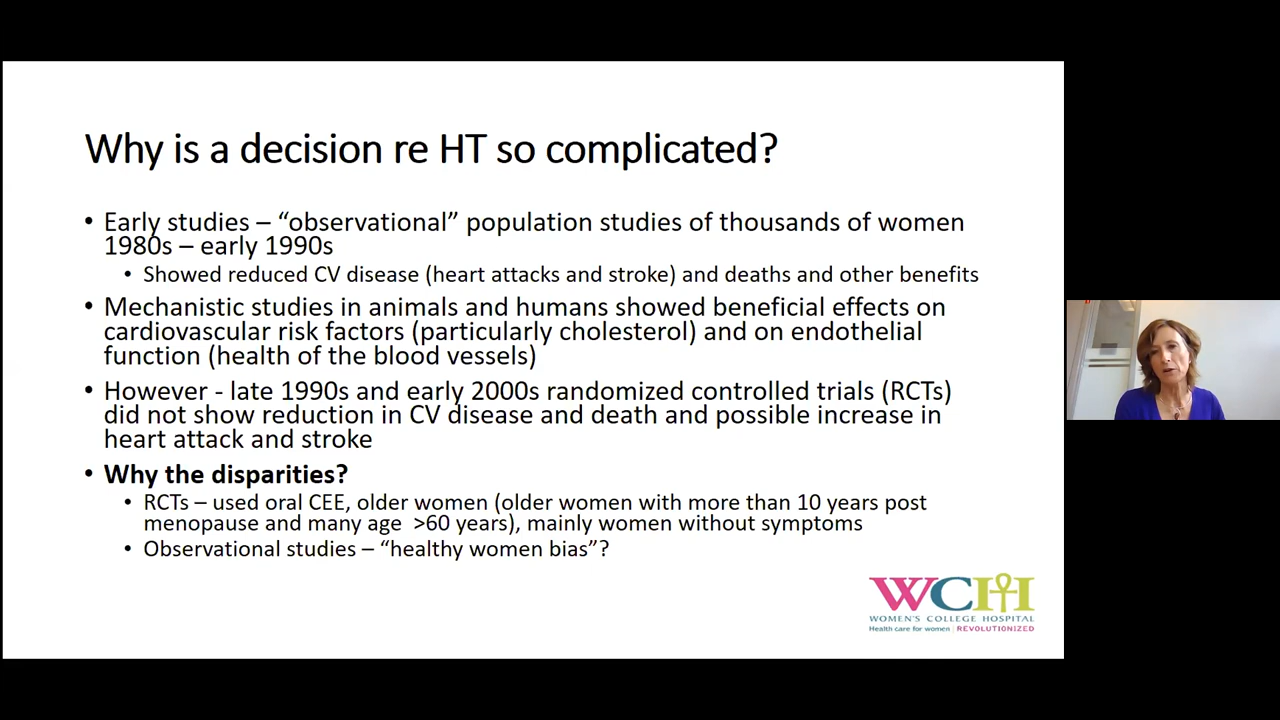 Why is a decision re HT so complicated?
• Early studies – “observational” population studies of thousands of women
1980s – early 1990s
• Showed reduced CV disease (heart attacks and stroke) and deaths and other benefits
• Mechanistic studies in animals and humans showed beneficial effects on
cardiovascular risk factors (particularly cholesterol) and on endothelial
function (health of the blood vessels)
• However - late 1990s and early 2000s randomized controlled trials (RCTs)
did not show reduction in CV disease and death and possible increase in
heart attack and stroke
• Why the disparities?
• RCTs – used oral CEE, older women (older women with more than 10 years post
menopause and many age >60 years), mainly women without symptoms
• Observational studies – “healthy women bias”?
WCH
WOMEN'S COLLEGE HOSPITAL
Health care for women | REVOLUTIONIZED